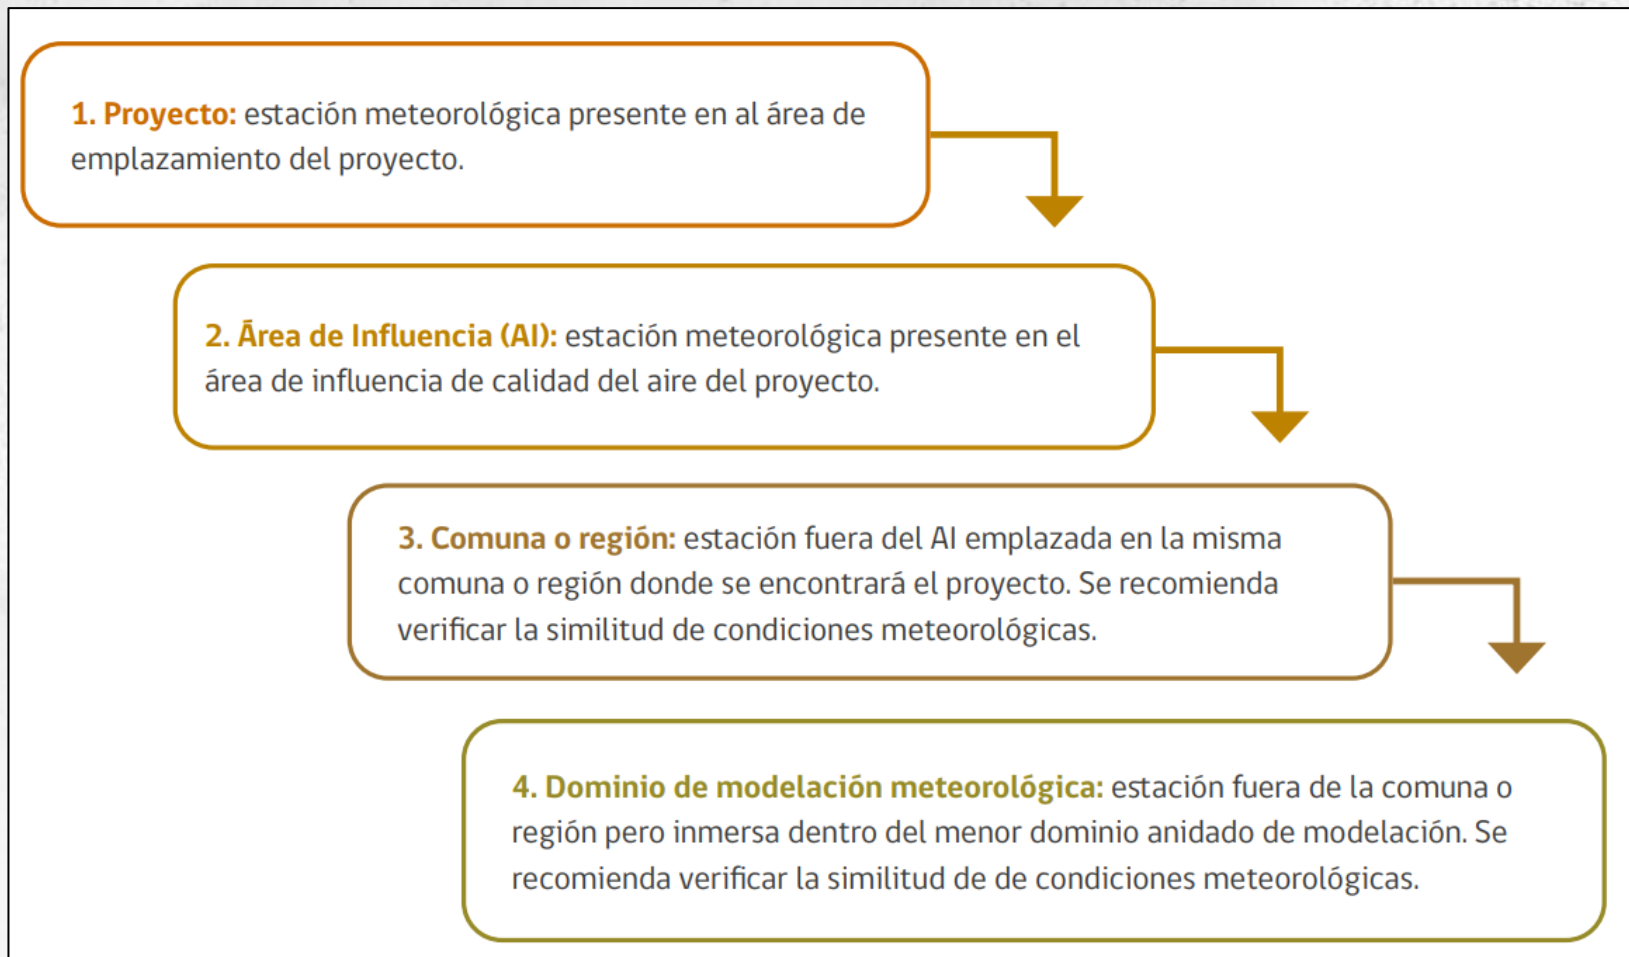 1. Proyecto: estación meteorológica presente en al área de
emplazamiento del proyecto.
2. Área de Influencia (AI): estación meteorológica presente en el
área de influencia de calidad del aire del proyecto.
3. Comuna o región: estación fuera del AI emplazada en la misma
comuna o región donde se encontrará el proyecto. Se recomienda
verificar la similitud de condiciones meteorológicas.
4. Dominio de modelación meteorológica: estación fuera de la comuna o
región pero inmersa dentro del menor dominio anidado de modelación. Se
recomienda verificar la similitud de de condiciones meteorológicas.